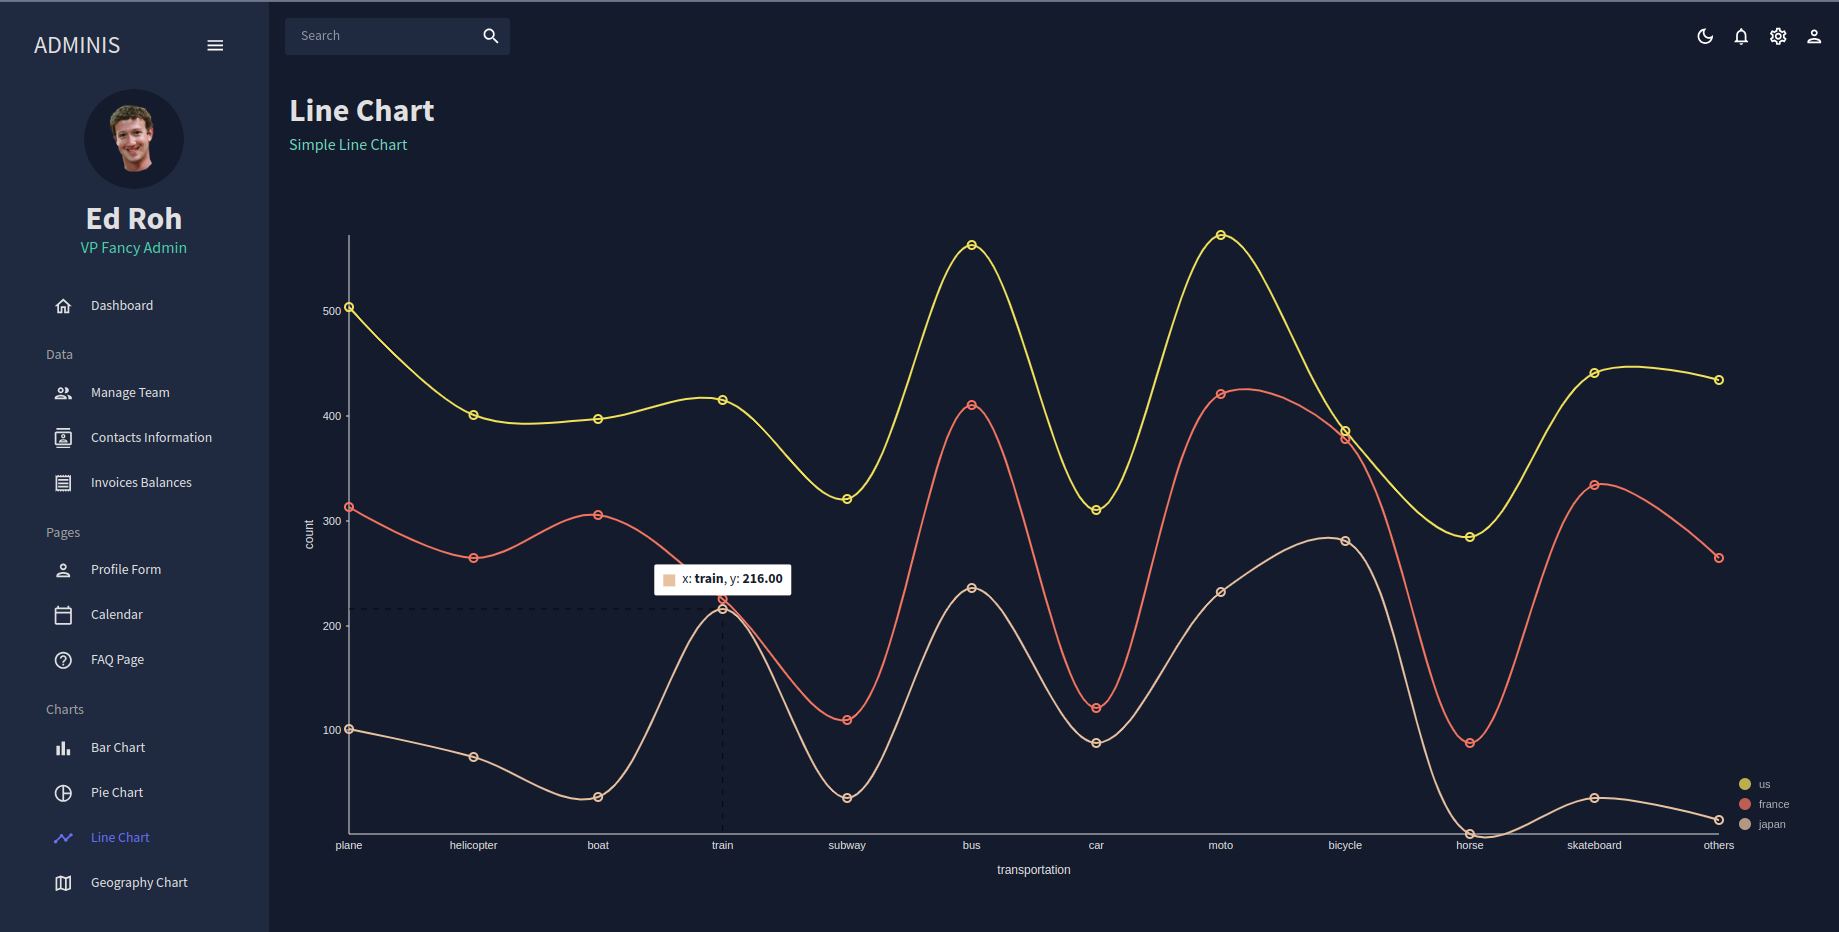 ADMINIS
Search
Ed Roh
VP Fancy Admin
Dashboard
Data
Manage Team
Contacts Information
Invoices Balances
Pages
Profile Form
Calendar
FAQ Page
Charts
Bar Chart
Pie Chart
Line Chart
Geography Chart
Line Chart
Simple Line Chart
500
400
300
200
100
count
x: train, y: 216.00
plane helicopter boat train subway bus car moto bicycle horse skateboard others
transportation
us
france
japan